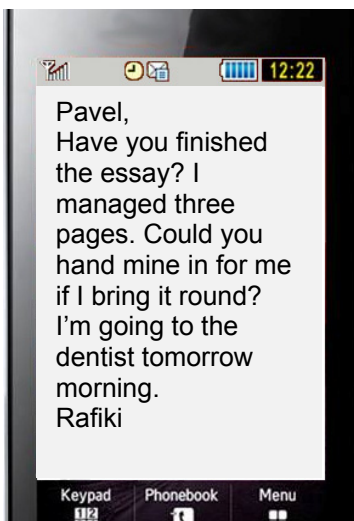 12:22
Pavel,
Have you finished
the essay? I
managed three
pages. Could you
hand mine in for me
if I bring it round?
I'm going to the
dentist tomorrow
morning.
Rafiki
Keypad Phonebook Menu